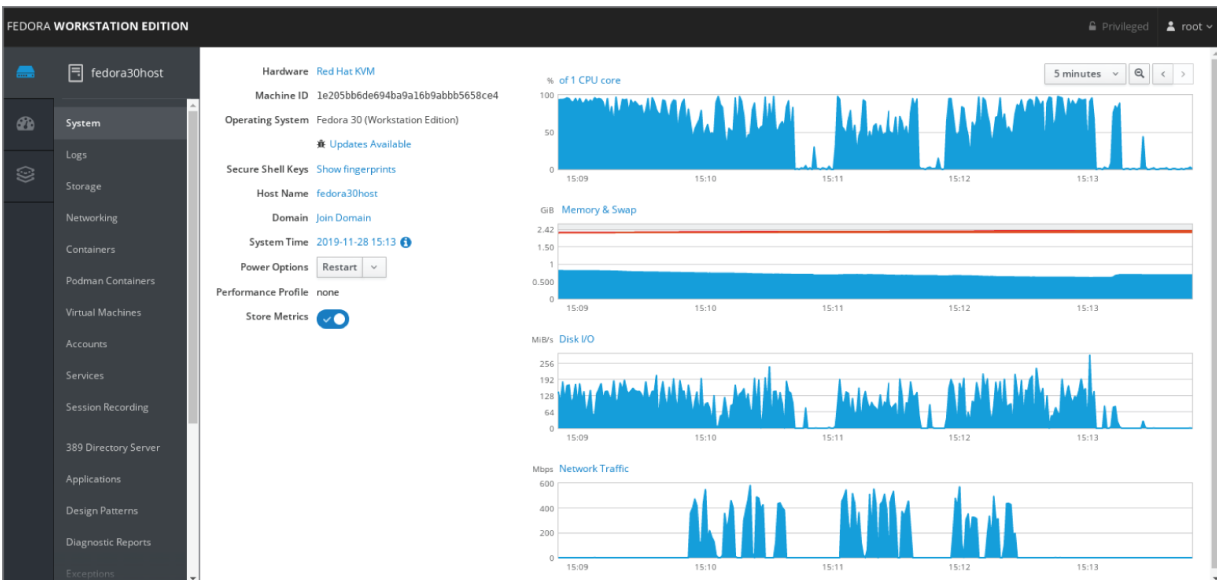 FEDORA WORKSTATION EDITION
Privileged
root
fedora30host
System
Logs
Storage
Networking
Containers
Podman Containers
Virtual Machines
Accounts
Services
Session Recording
389 Directory Server
Applications
Design Patterns
Diagnostic Reports
Exceptions
Hardware Red Hat KVM
Machine ID 1e205bb6de694ba9a16b9abbb5658ce4
Operating System Fedora 30 (Workstation Edition)
Updates Available
Secure Shell Keys Show fingerprints
Host Name fedora30host
Domain Join Domain
System Time 2019-11-28 15:13
Power Options Restart
Performance Profile none
Store Metrics
5 minutes
% of 1 CPU core
100
50
0
15:09 15:10 15:11 15:12 15:13
GiB Memory & Swap
2.42
1.50
1
0.500
0
15:09 15:10 15:11 15:12 15:13
MiB/s Disk I/O
256
192
128
64
0
15:09 15:10 15:11 15:12 15:13
Mbps Network Traffic
600
400
200
0
15:09 15:10 15:11 15:12 15:13